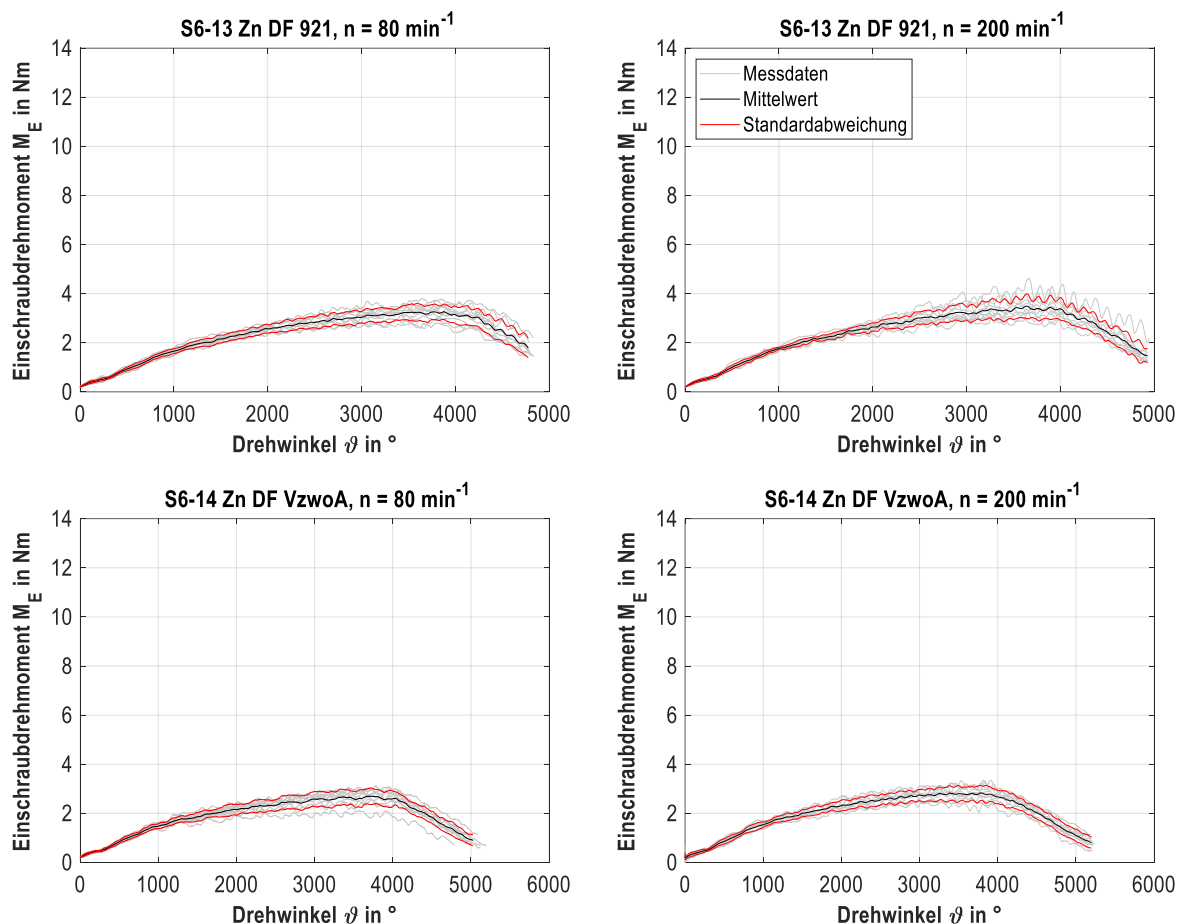 S6-13 Zn DF 921, n = 80 min-1
14
12
10
8
6
4
2
0
Einschraubdrehmoment M_E in Nm
0 1000 2000 3000 4000 5000
Drehwinkel ϑ in °
S6-13 Zn DF 921, n = 200 min-1
Messdaten
Mittelwert
Standardabweichung
14
12
10
8
6
4
2
0
Einschraubdrehmoment M_E in Nm
0 1000 2000 3000 4000 5000
Drehwinkel ϑ in °
S6-14 Zn DF VzwoA, n = 80 min-1
14
12
10
8
6
4
2
0
Einschraubdrehmoment M_E in Nm
0 1000 2000 3000 4000 5000 6000
Drehwinkel ϑ in °
S6-14 Zn DF VzwoA, n = 200 min-1
14
12
10
8
6
4
2
0
Einschraubdrehmoment M_E in Nm
0 1000 2000 3000 4000 5000 6000
Drehwinkel ϑ in °